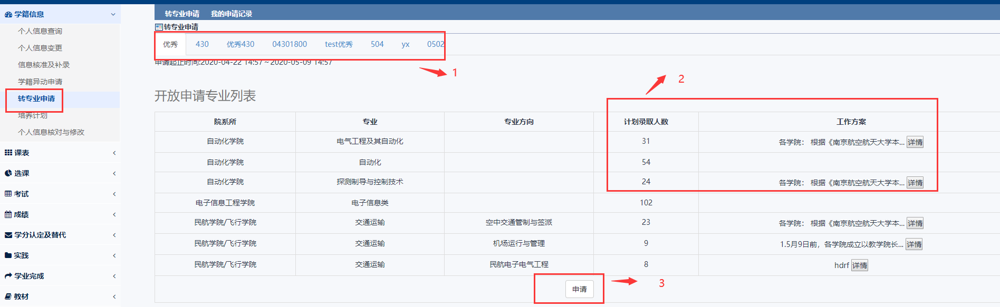 学籍信息
个人信息查询
个人信息变更
信息核准及补录
学籍异动申请
转专业申请
培养计划
个人信息核对与修改
课表
选课
考试
成绩
学分认定及替代
实践
学业完成
教材
转专业申请 我的申请记录
转专业申请
优秀 430 优秀430 04301800 test优秀 504 yx 0502
申请起止时间:2020-04-22 14:57 ~ 2020-05-09 14:57
1
2
开放申请专业列表
院系所 专业 专业方向 计划录取人数 工作方案
自动化学院 电气工程及其自动化 31 各学院： 根据《南京航空航天大学本... 详情
自动化学院 自动化 54
自动化学院 探测制导与控制技术 24 各学院： 根据《南京航空航天大学本... 详情
电子信息工程学院 电子信息类 102
民航学院/飞行学院 交通运输 空中交通管制与签派 23 各学院： 根据《南京航空航天大学本... 详情
民航学院/飞行学院 交通运输 机场运行与管理 9 1.5月9日前，各学院成立以教学院长... 详情
民航学院/飞行学院 交通运输 民航电子电气工程 8 hdrf 详情
申请
3